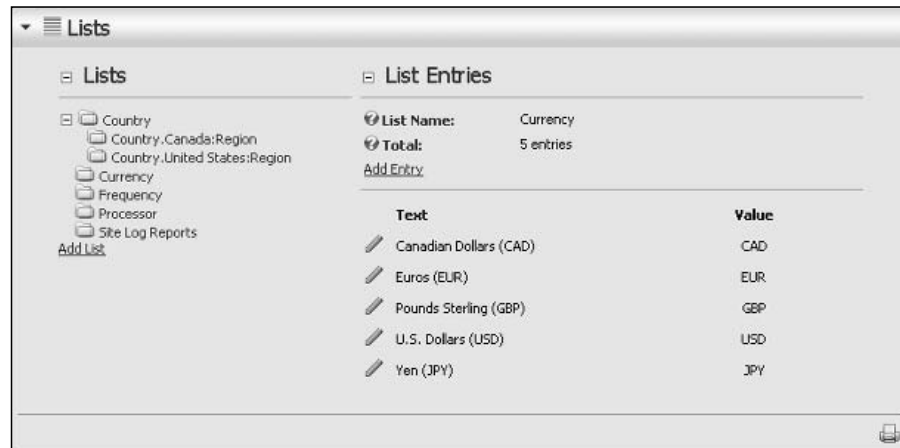 Lists
Lists
Country
Country.Canada:Region
Country.United States:Region
Currency
Frequency
Processor
Site Log Reports
Add List
List Entries
List Name: Currency
Total: 5 entries
Add Entry
Text Value
Canadian Dollars (CAD) CAD
Euros (EUR) EUR
Pounds Sterling (GBP) GBP
U.S. Dollars (USD) USD
Yen (JPY) JPY